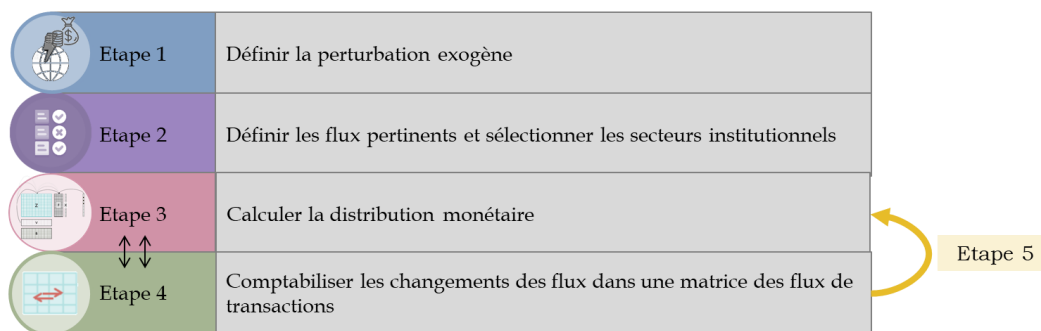 Etape 1
Définir la perturbation exogène
Etape 2
Définir les flux pertinents et sélectionner les secteurs institutionnels
Etape 3
Calculer la distribution monétaire
Etape 4
Comptabiliser les changements des flux dans une matrice des flux de
transactions
Etape 5